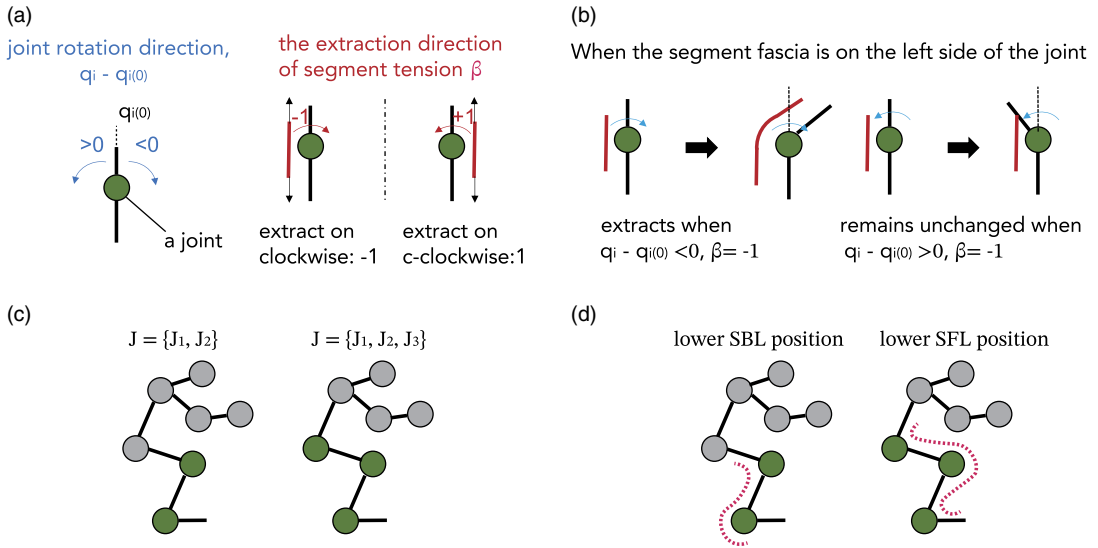 (a)
joint rotation direction,
qi - qi(0)
the extraction direction
of segment tension β
qi(0)
>0 <0
a joint
-1
+1
extract on
clockwise: -1
extract on
c-clockwise:1
(b)
When the segment fascia is on the left side of the joint
extracts when
qi - qi(0) <0, β= -1
remains unchanged when
qi - qi(0) >0, β= -1
(c)
J = {J1, J2}
J = {J1, J2, J3}
(d)
lower SBL position
lower SFL position